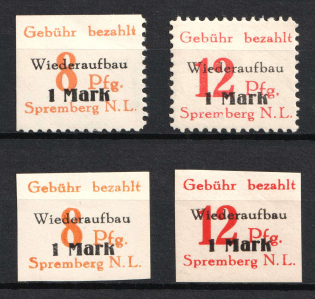 Gebühr bezahlt
Wiederaufbau
8 Pfg.
1 Mark
Spremberg N.L.
Gebühr bezahlt
Wiederaufbau
12 Pfg.
1 Mark
Spremberg N.L.
Gebühr bezahlt
Wiederaufbau
8 Pfg.
1 Mark
Spremberg N.L.
Gebühr bezahlt
Wiederaufbau
12 Pfg.
1 Mark
Spremberg N.L.